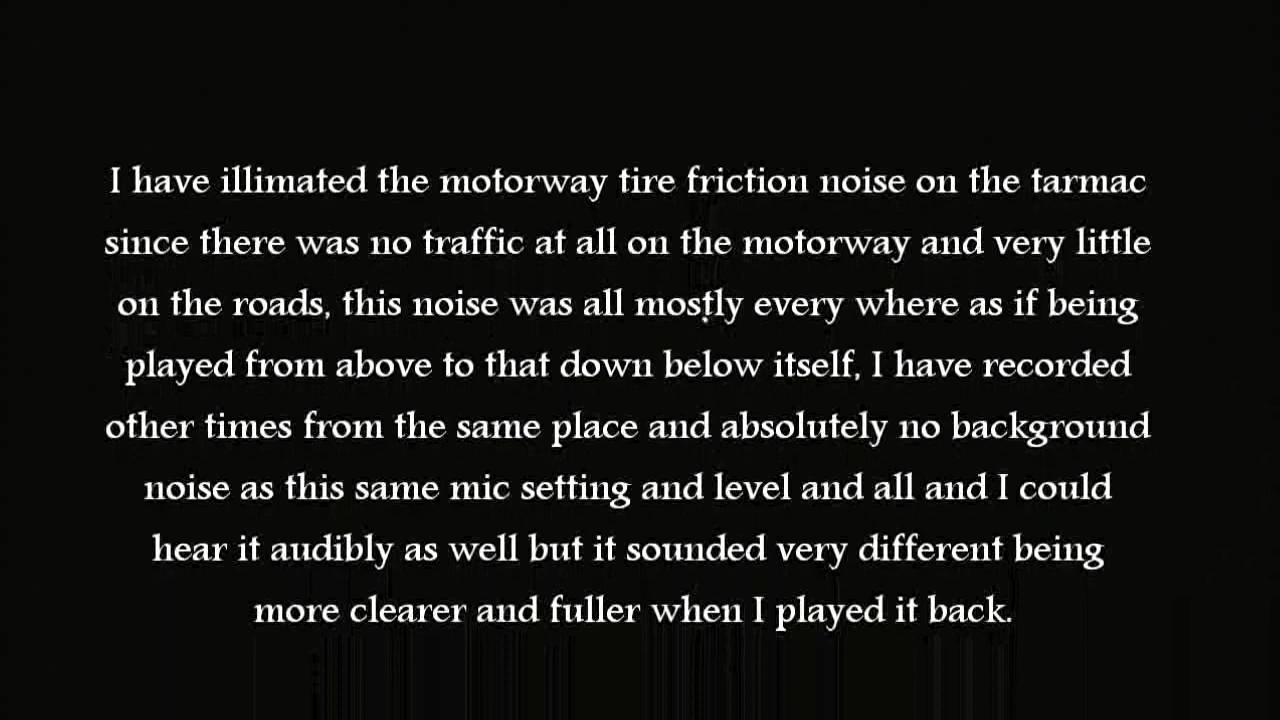 I have illimated the motorway tire friction noise on the tarmac
since there was no traffic at all on the motorway and very little
on the roads, this noise was all mostly every where as if being
played from above to that down below itself, I have recorded
other times from the same place and absolutely no background
noise as this same mic setting and level and all and I could
hear it audibly as well but it sounded very different being
more clearer and fuller when I played it back.